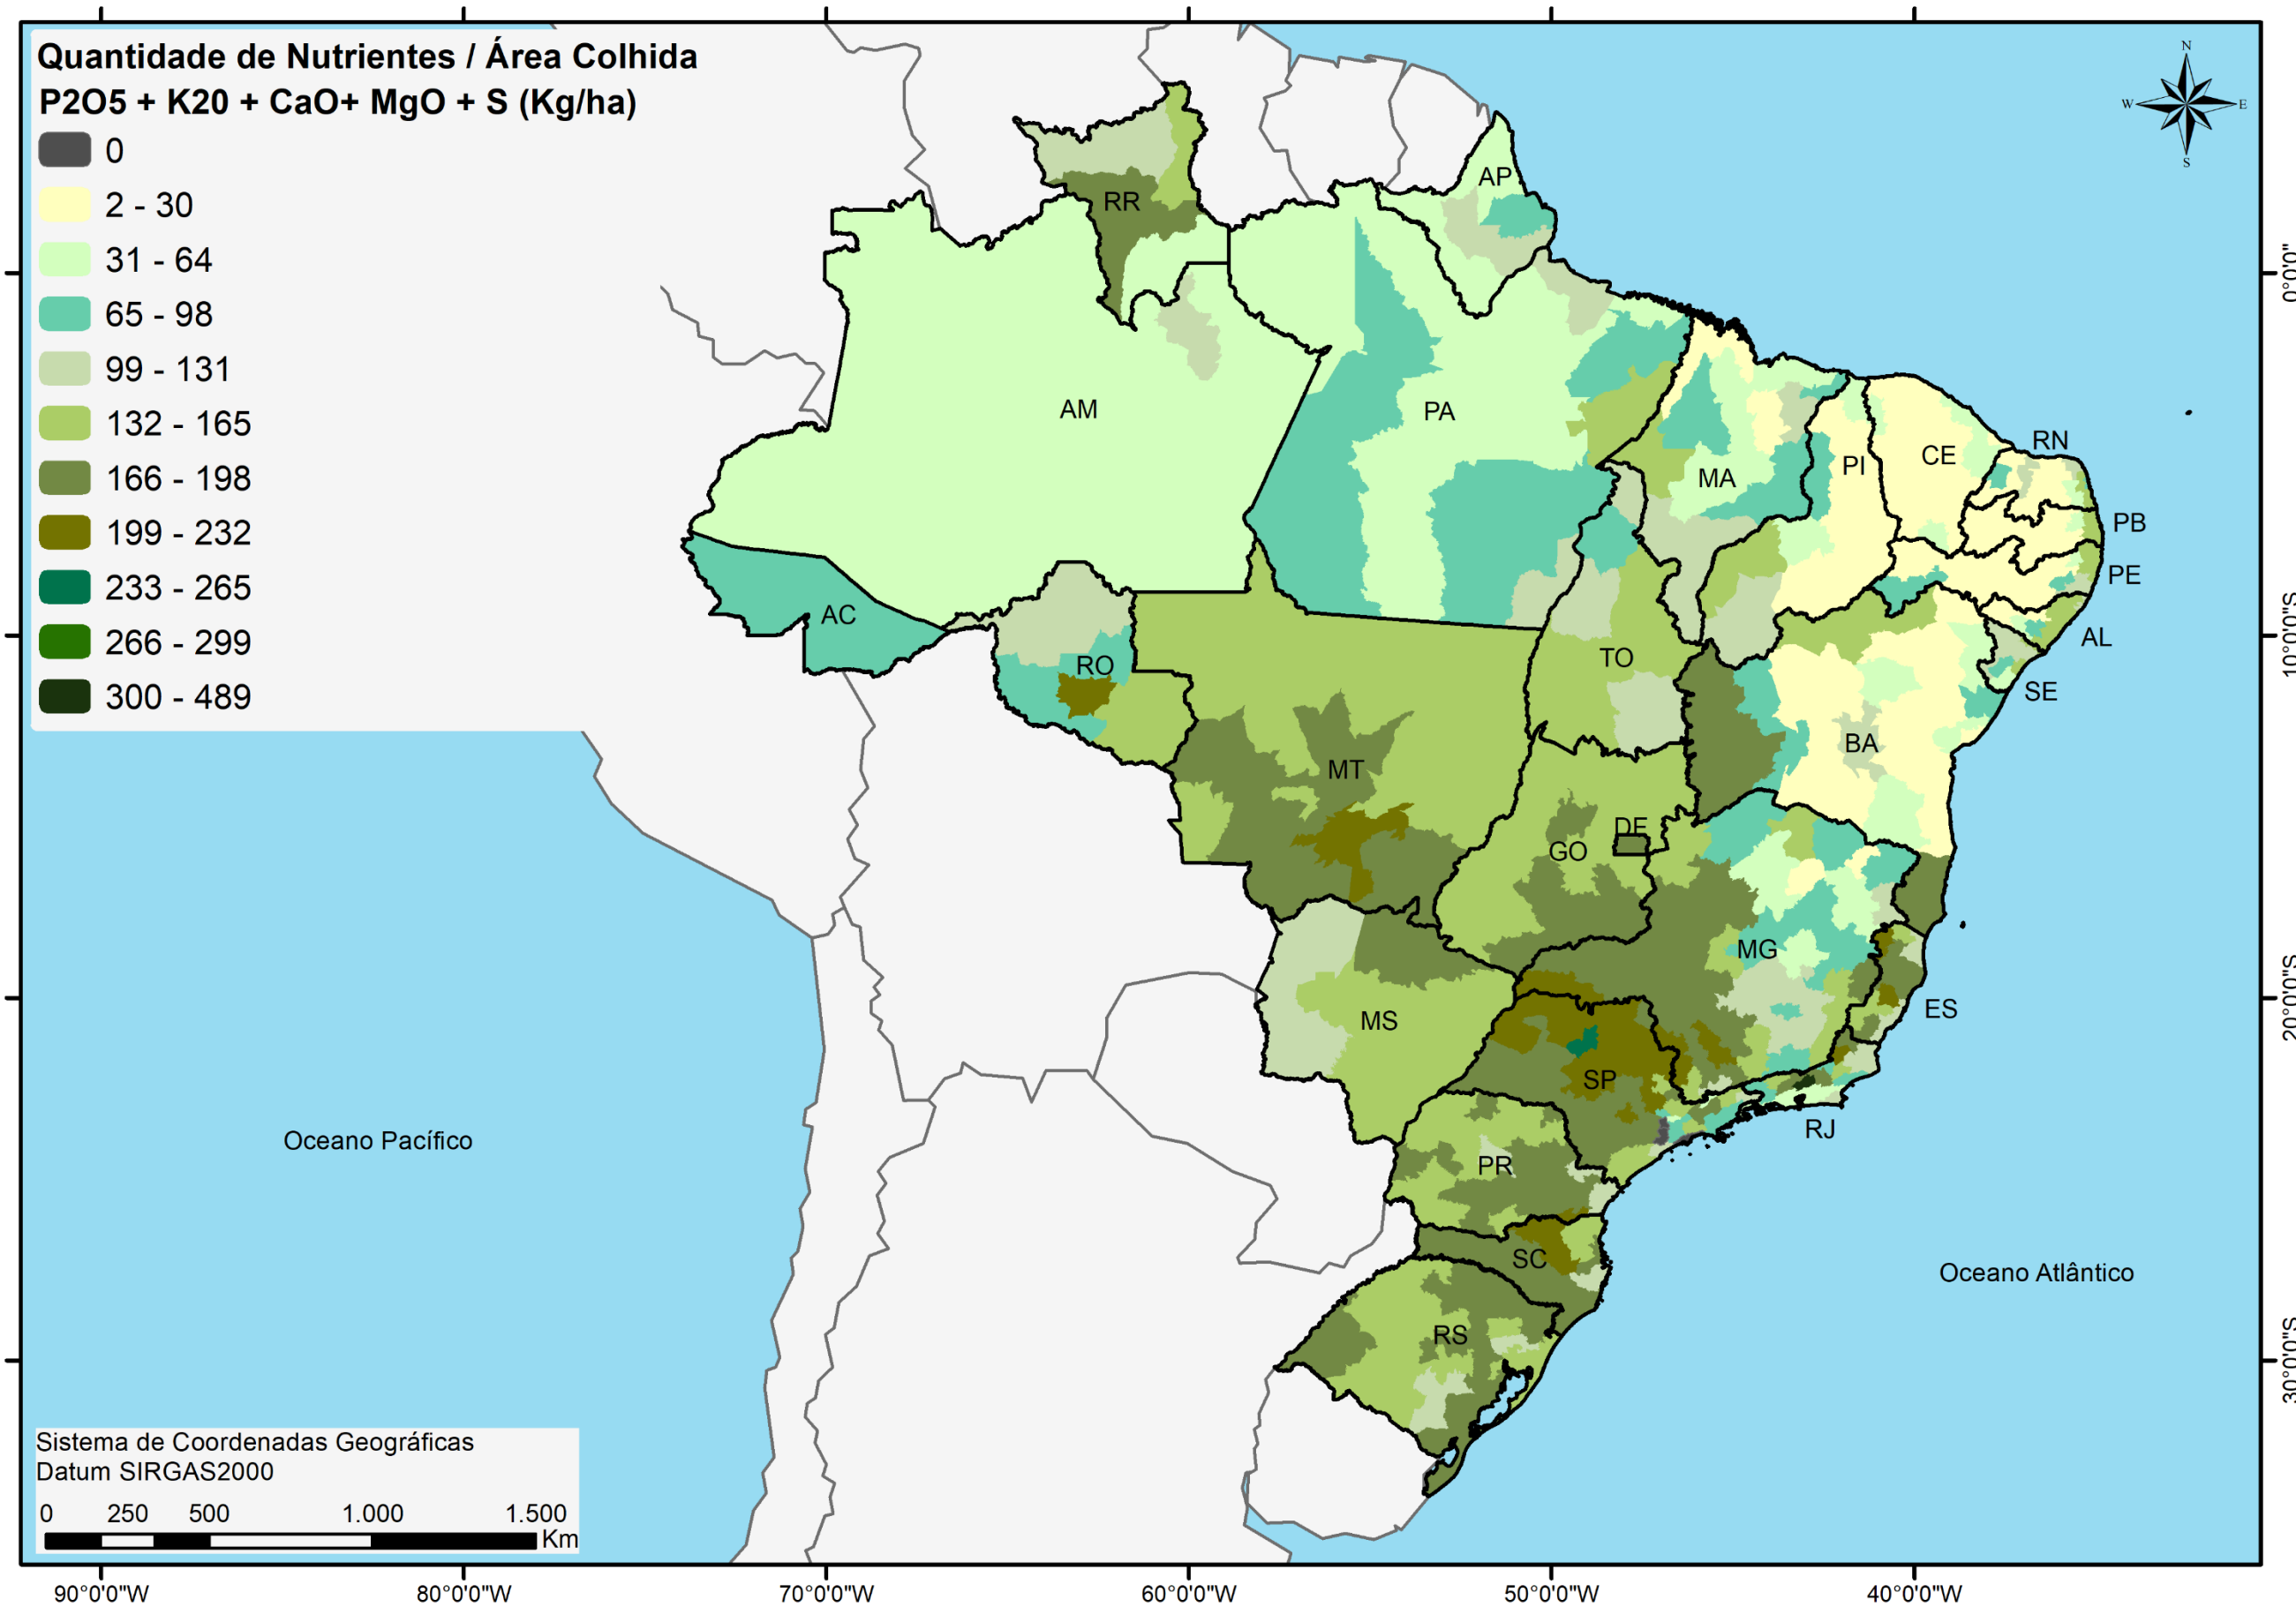 Quantidade de Nutrientes / Área Colhida
P2O5 + K20 + CaO+ MgO + S (Kg/ha)
0
2 - 30
31 - 64
65 - 98
99 - 131
132 - 165
166 - 198
199 - 232
233 - 265
266 - 299
300 - 489
N
W
E
S
RR
AP
AM
PA
MA
PI
CE
RN
PB
PE
AL
SE
AC
RO
TO
BA
MT
DF
GO
MG
ES
MS
SP
RJ
PR
SC
RS
Oceano Pacífico
Oceano Atlântico
0°0'0"
10°0'0"S
20°0'0"S
30°0'0"S
Sistema de Coordenadas Geográficas
Datum SIRGAS2000
0 250 500 1.000 1.500
Km
90°0'0"W 80°0'0"W 70°0'0"W 60°0'0"W 50°0'0"W 40°0'0"W